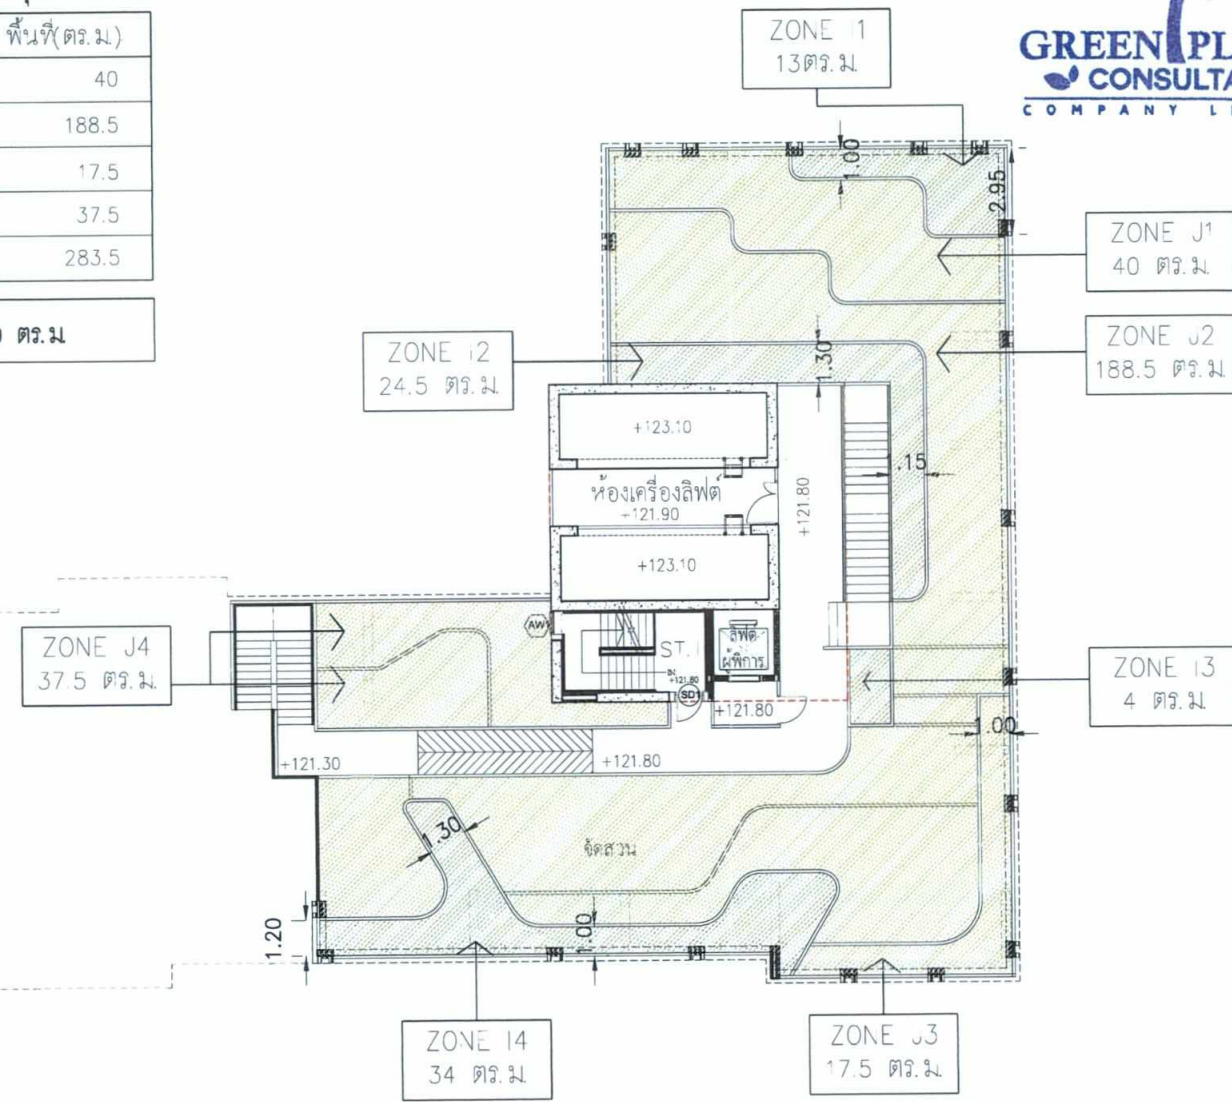 พื้นที่(ตร.ม.)
40
188.5
17.5
37.5
283.5
ตร.ม
ZONE I1
13ตร.ม.
GREEN PL
CONSULTA
COMPANY L
1.00
2.95
ZONE J1
40 ตร.ม.
ZONE J2
188.5 ตร.ม.
ZONE I2
24.5 ตร.ม.
1.30
+123.10
ห้องเครื่องลิฟต์
+121.90
+121.80
.15
+123.10
AW
ST.
+121.80
SD1
ลิฟต์
ผู้พิการ
+121.80
ZONE J4
37.5 ตร.ม.
ZONE I3
4 ตร.ม.
1.00
+121.30
+121.80
1.30
จัดสวน
1.20
1.00
ZONE I4
34 ตร.ม.
ZONE J3
17.5 ตร.ม.